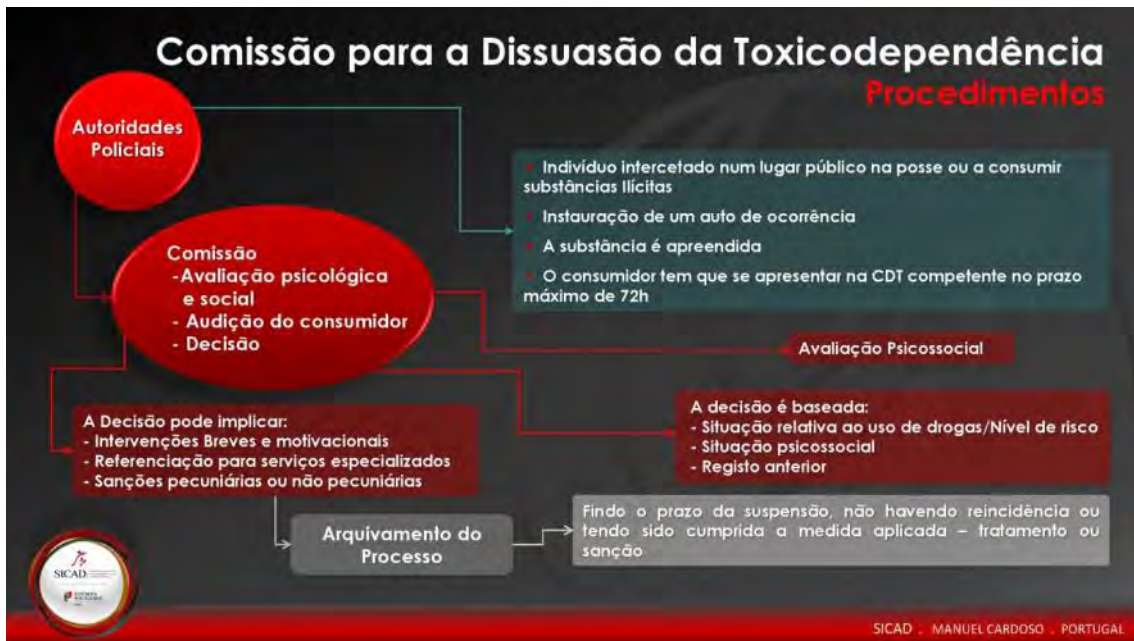 Comissão para a Dissuasão da Toxicodependência
Procedimentos
Autoridades
Policiais
• Indivíduo intercetado num lugar público na posse ou a consumir
substâncias Ilícitas
• Instauração de um auto de ocorrência
• A substância é apreendida
• O consumidor tem que se apresentar na CDT competente no prazo
máximo de 72h
Comissão
-Avaliação psicológica
e social
- Audição do consumidor
- Decisão
Avaliação Psicossocial
A Decisão pode implicar:
- Intervenções Breves e motivacionais
- Referenciação para serviços especializados
- Sanções pecuniárias ou não pecuniárias
A decisão é baseada:
- Situação relativa ao uso de drogas/Nível de risco
- Situação psicossocial
- Registo anterior
Arquivamento do
Processo
Findo o prazo da suspensão, não havendo reincidência ou
tendo sido cumprida a medida aplicada – tratamento ou
sanção
SICAD
SICAD . MANUEL CARDOSO . PORTUGAL